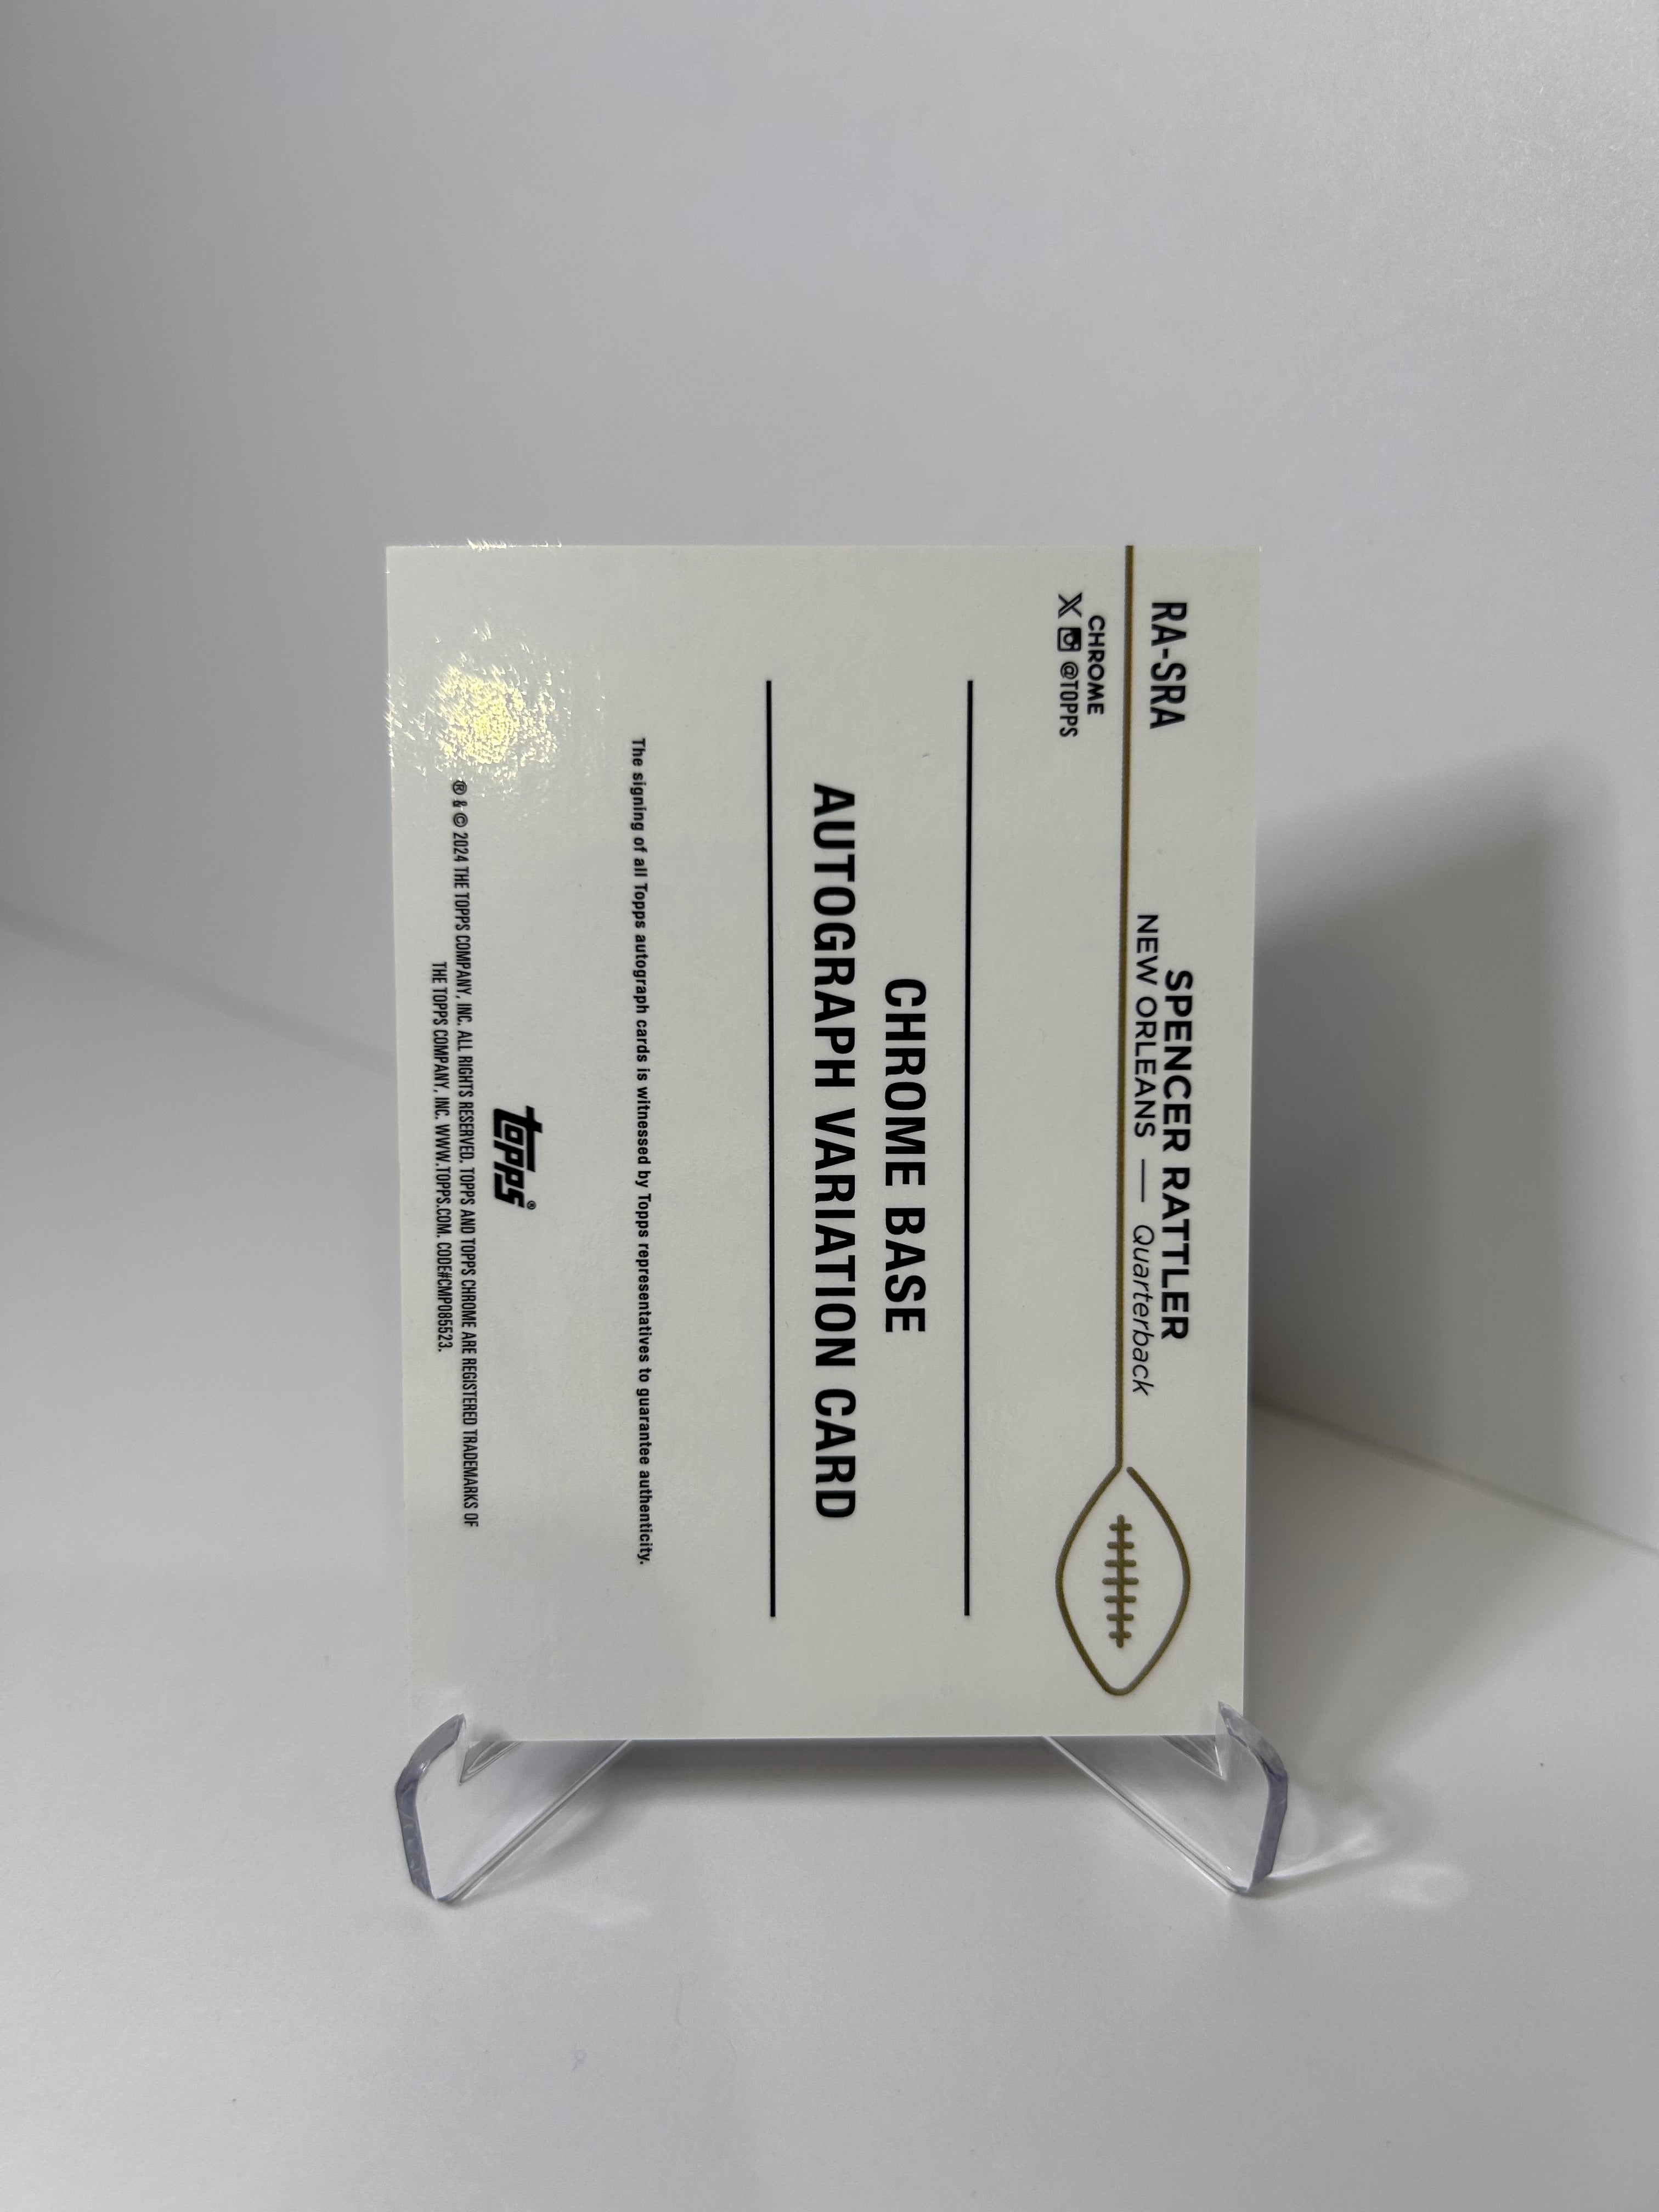 RA-SRA
SPENCER RATTLER
NEW ORLEANS — Quarterback
CHROME
X @TOPPS
CHROME BASE
AUTOGRAPH VARIATION CARD
The signing of all Topps autograph cards is witnessed by Topps representatives to guarantee authenticity.
topps®
® & © 2024 THE TOPPS COMPANY, INC. ALL RIGHTS RESERVED. TOPPS AND TOPPS CHROME ARE REGISTERED TRADEMARKS OF
THE TOPPS COMPANY, INC. WWW.TOPPS.COM. CODE#CMP085523.